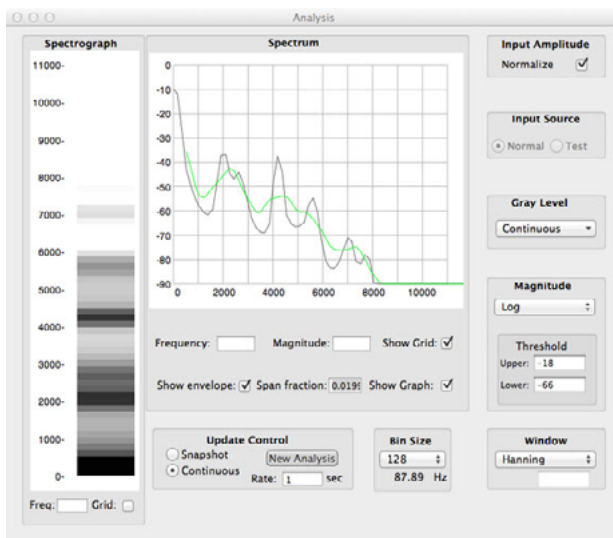 Analysis
Spectrograph
11000-
10000-
9000-
8000-
7000-
6000-
5000-
4000-
3000-
2000-
1000-
0-
Freq: Grid:
Spectrum
0
-10
-20
-30
-40
-50
-60
-70
-80
-90
0 2000 4000 6000 8000 10000
Frequency: Magnitude: Show Grid:
Show envelope: Span fraction: 0.019 Show Graph:
Update Control
Snapshot New Analysis
Continuous
Rate: 1 sec
Bin Size
128
87.89 Hz
Input Amplitude
Normalize
Input Source
Normal Test
Gray Level
Continuous
Magnitude
Log
Threshold
Upper: -18
Lower: -66
Window
Hanning